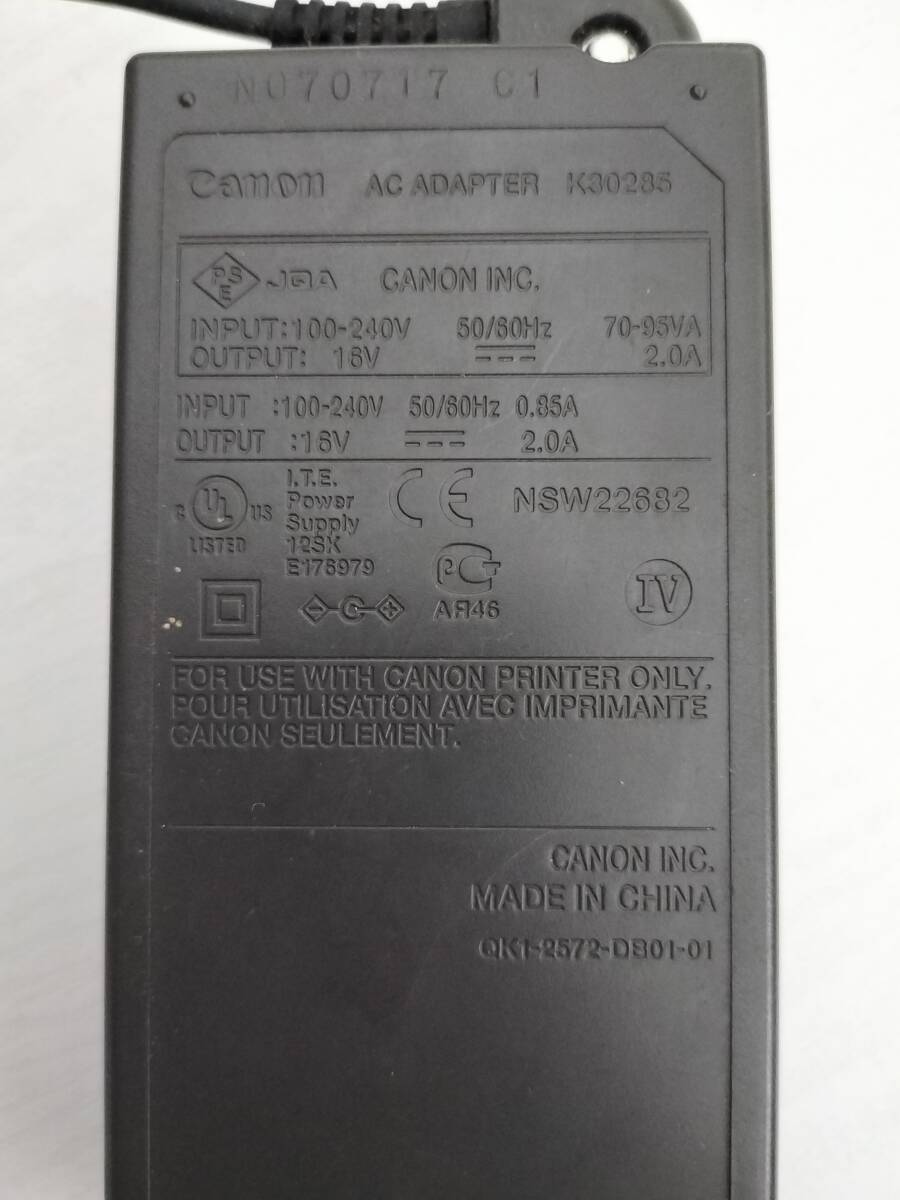 N070717 C1
Canon AC ADAPTER K30285
PSE JQA CANON INC.
INPUT:100-240V 50/60Hz 70-95VA
OUTPUT: 16V 2.0A
INPUT :100-240V 50/60Hz 0.85A
OUTPUT :16V 2.0A
c UL US LISTED
I.T.E.
Power
Supply
12SK
E176979
CE NSW22682
PCT
АЯ46
IV
FOR USE WITH CANON PRINTER ONLY.
POUR UTILISATION AVEC IMPRIMANTE
CANON SEULEMENT.
CANON INC.
MADE IN CHINA
QK1-2572-DB01-01